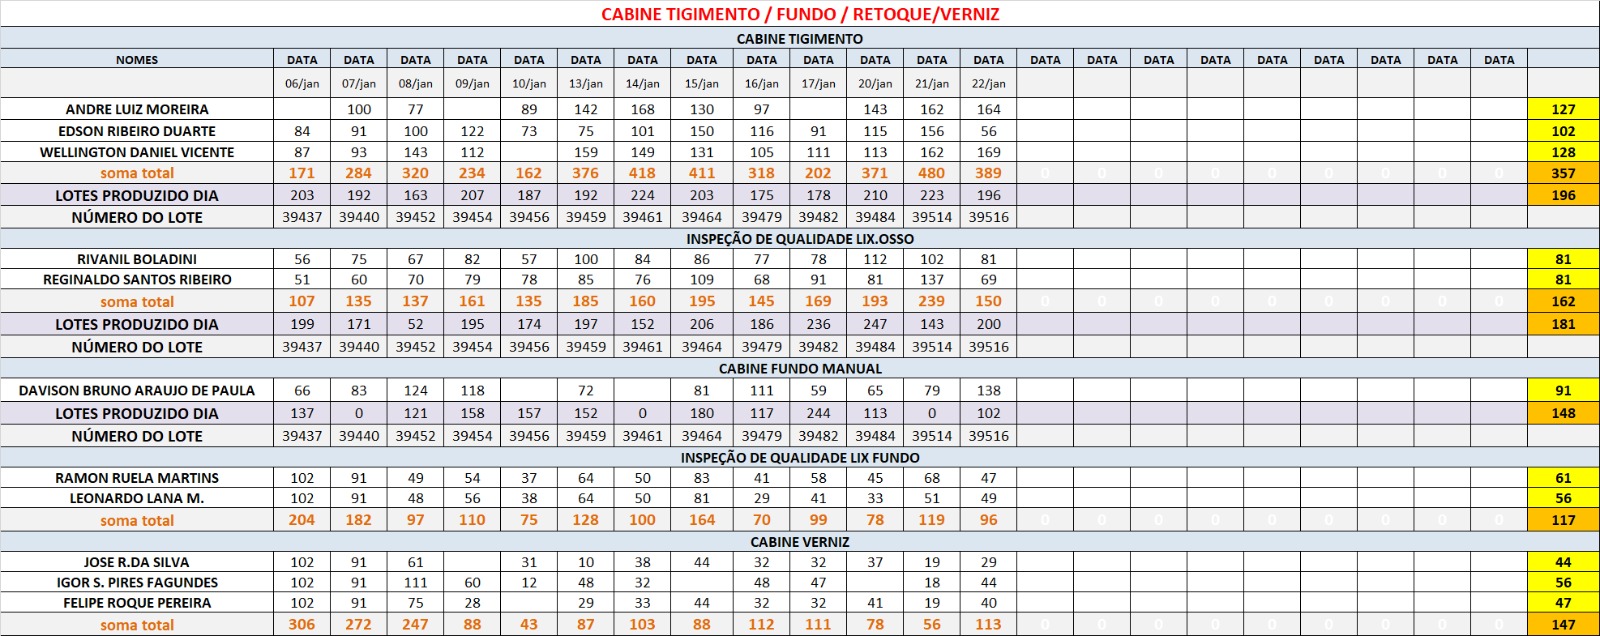 CABINE TIGIMENTO / FUNDO / RETOQUE/VERNIZ
CABINE TIGIMENTO
NOMES DATA DATA DATA DATA DATA DATA DATA DATA DATA DATA DATA DATA DATA DATA DATA DATA DATA DATA DATA DATA DATA DATA
06/jan 07/jan 08/jan 09/jan 10/jan 13/jan 14/jan 15/jan 16/jan 17/jan 20/jan 21/jan 22/jan
ANDRE LUIZ MOREIRA 100 77 89 142 168 130 97 143 162 164 127
EDSON RIBEIRO DUARTE 84 91 100 122 73 75 101 150 116 91 115 156 56 102
WELLINGTON DANIEL VICENTE 87 93 143 112 159 149 131 105 111 113 162 169 128
soma total 171 284 320 234 162 376 418 411 318 202 371 480 389 0 0 0 0 0 0 0 0 0 357
LOTES PRODUZIDO DIA 203 192 163 207 187 192 224 203 175 178 210 223 196 196
NÚMERO DO LOTE 39437 39440 39452 39454 39456 39459 39461 39464 39479 39482 39484 39514 39516
INSPEÇÃO DE QUALIDADE LIX.OSSO
RIVANIL BOLADINI 56 75 67 82 57 100 84 86 77 78 112 102 81 81
REGINALDO SANTOS RIBEIRO 51 60 70 79 78 85 76 109 68 91 81 137 69 81
soma total 107 135 137 161 135 185 160 195 145 169 193 239 150 0 0 0 0 0 0 0 0 0 162
LOTES PRODUZIDO DIA 199 171 52 195 174 197 152 206 186 236 247 143 200 181
NÚMERO DO LOTE 39437 39440 39452 39454 39456 39459 39461 39464 39479 39482 39484 39514 39516
CABINE FUNDO MANUAL
DAVISON BRUNO ARAUJO DE PAULA 66 83 124 118 72 81 111 59 65 79 138 91
LOTES PRODUZIDO DIA 137 0 121 158 157 152 0 180 117 244 113 0 102 148
NÚMERO DO LOTE 39437 39440 39452 39454 39456 39459 39461 39464 39479 39482 39484 39514 39516
INSPEÇÃO DE QUALIDADE LIX FUNDO
RAMON RUELA MARTINS 102 91 49 54 37 64 50 83 41 58 45 68 47 61
LEONARDO LANA M. 102 91 48 56 38 64 50 81 29 41 33 51 49 56
soma total 204 182 97 110 75 128 100 164 70 99 78 119 96 0 0 0 0 0 0 0 0 0 117
CABINE VERNIZ
JOSE R.DA SILVA 102 91 61 31 10 38 44 32 32 37 19 29 44
IGOR S. PIRES FAGUNDES 102 91 111 60 12 48 32 48 47 18 44 56
FELIPE ROQUE PEREIRA 102 91 75 28 29 33 44 32 32 41 19 40 47
soma total 306 272 247 88 43 87 103 88 112 111 78 56 113 0 0 0 0 0 0 0 0 0 147